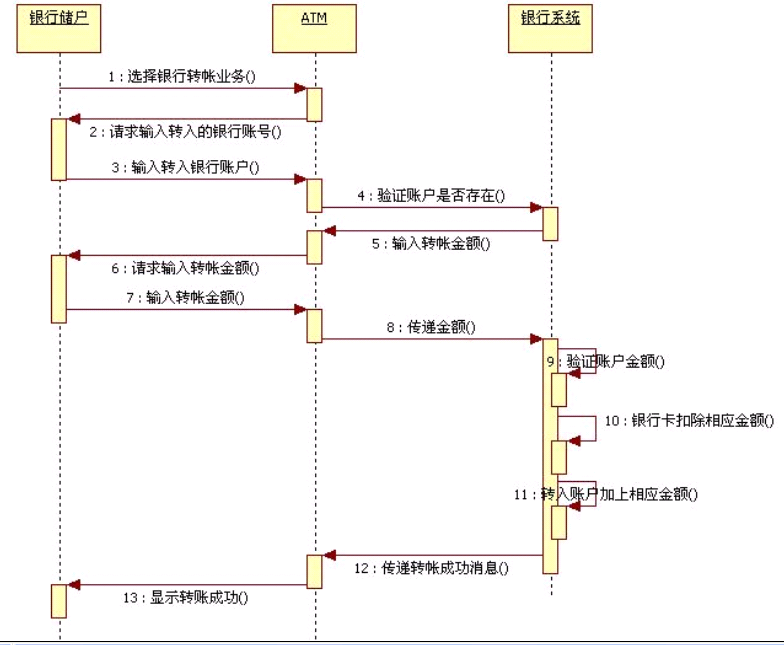 银行储户
ATM
银行系统
1 : 选择银行转帐业务()
2 : 请求输入转入的银行账号()
3 : 输入转入银行账户()
4 : 验证账户是否存在()
5 : 输入转帐金额()
6 : 请求输入转帐金额()
7 : 输入转帐金额()
8 : 传递金额()
9 : 验证账户金额()
10 : 银行卡扣除相应金额()
11 : 转入账户加上相应金额()
12 : 传递转帐成功消息()
13 : 显示转账成功()